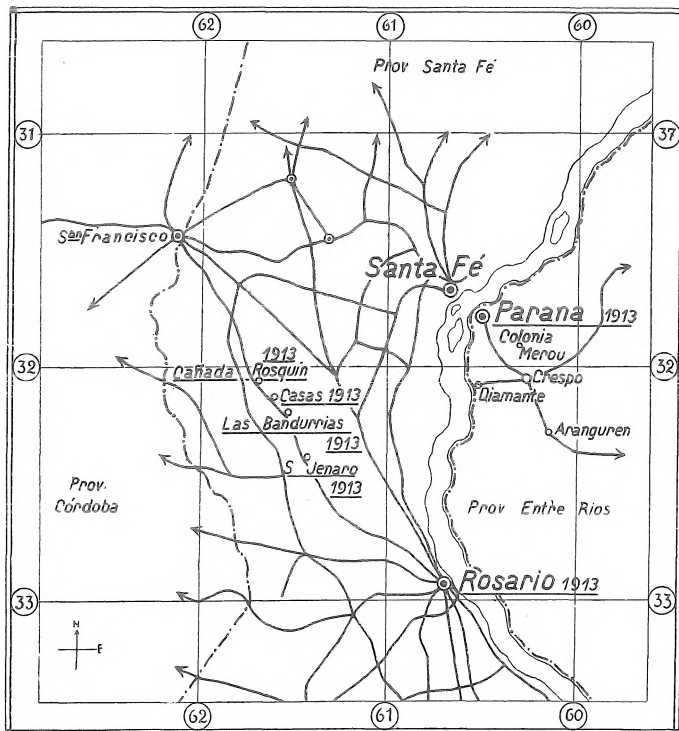 62
61
60
Prov Santa Fé
31
37
San Francisco
Santa Fé
Parana 1913
Colonia
Merou
1913
32
32
Cañada Rosquín
Crespo
Casas 1913
Diamante
Las Bandurrias
1913
Aranguren
S Jenaro
1913
Prov.
Córdoba
Prov Entre Rios
Rosario 1913
33
33
N
E
62
61
60